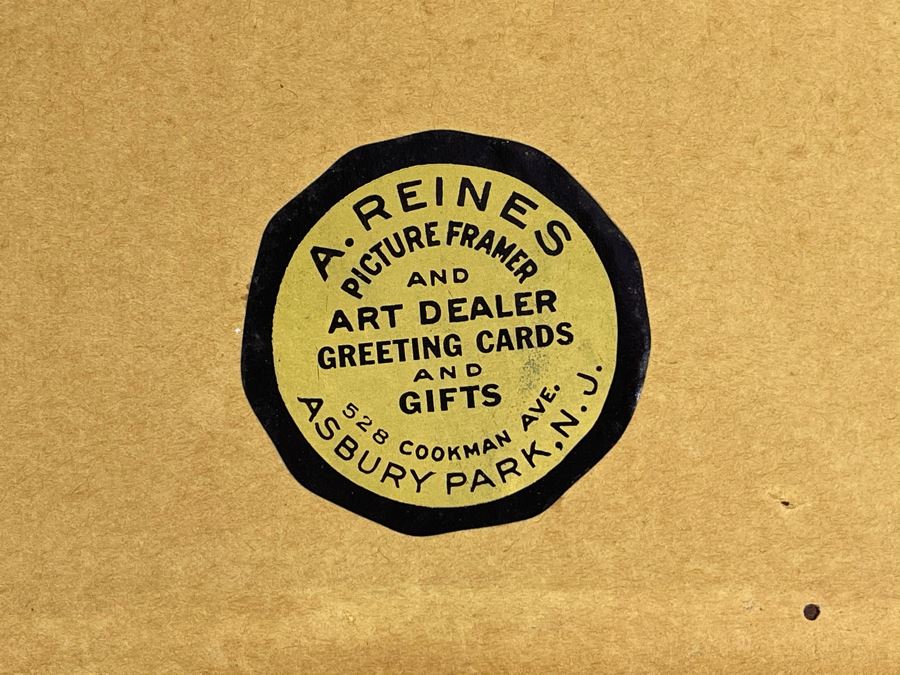 A. REINES
PICTURE FRAMER
AND
ART DEALER
GREETING CARDS
AND
GIFTS
528 COOKMAN AVE.
ASBURY PARK, N. J.